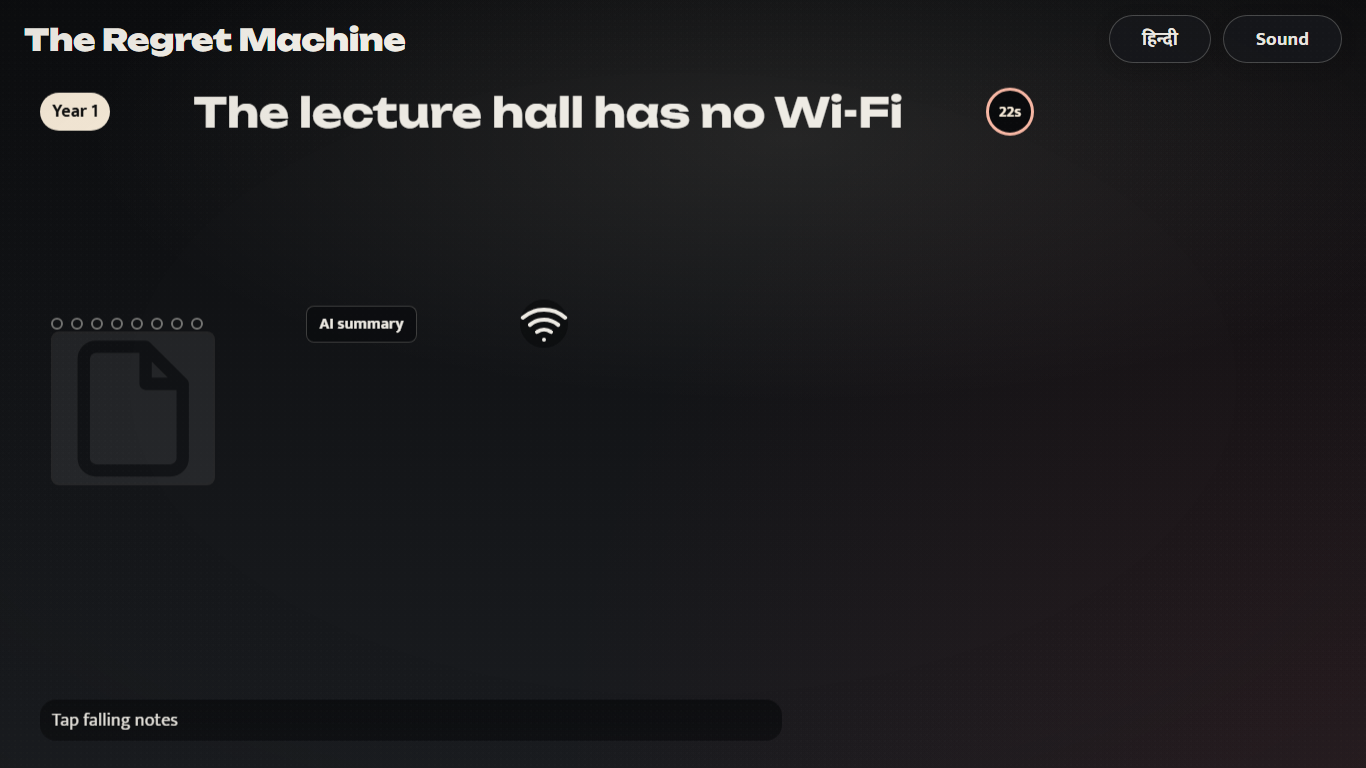 The Regret Machine
हिन्दी
Sound
Year 1
The lecture hall has no Wi-Fi
22s
AI summary
Tap falling notes